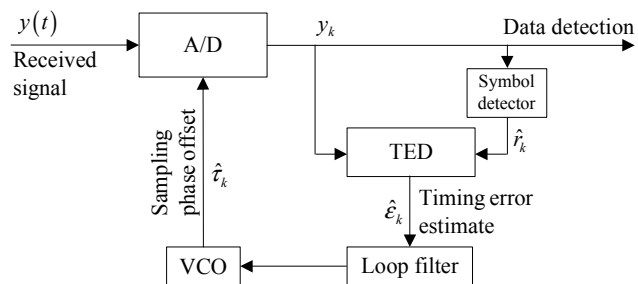 y(t)
Received
signal
A/D
y_k
Data detection
Symbol
detector
r̂_k
TED
Sampling
phase offset
τ̂_k
ε̂_k
Timing error
estimate
VCO
Loop filter